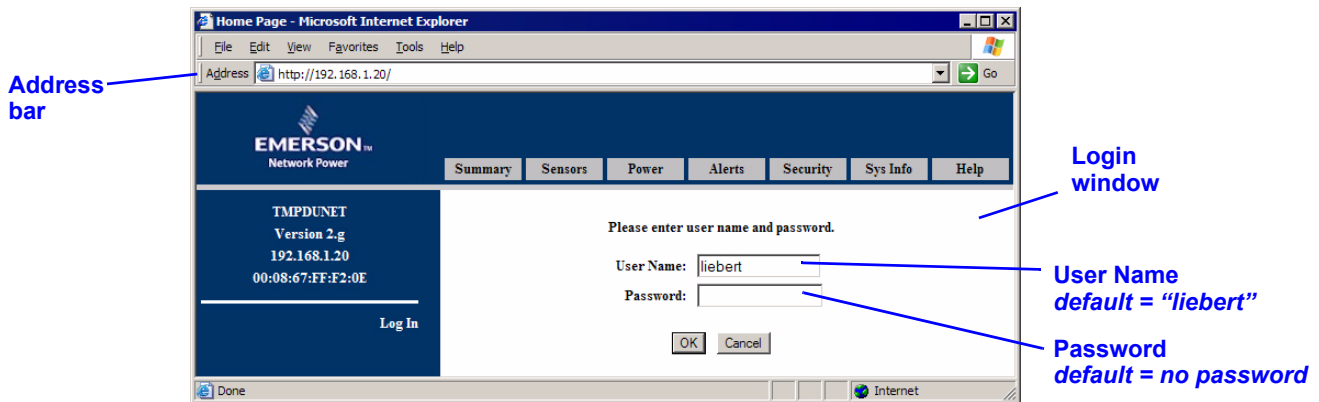 Home Page - Microsoft Internet Explorer
File Edit View Favorites Tools Help
Address http://192.168.1.20/ Go
Address
bar
EMERSON™
Network Power
Summary Sensors Power Alerts Security Sys Info Help
Login
window
TMPDUNET
Version 2.g
192.168.1.20
00:08:67:FF:F2:0E
Log In
Please enter user name and password.
User Name: liebert
Password:
OK Cancel
User Name
default = “liebert”
Password
default = no password
Done Internet